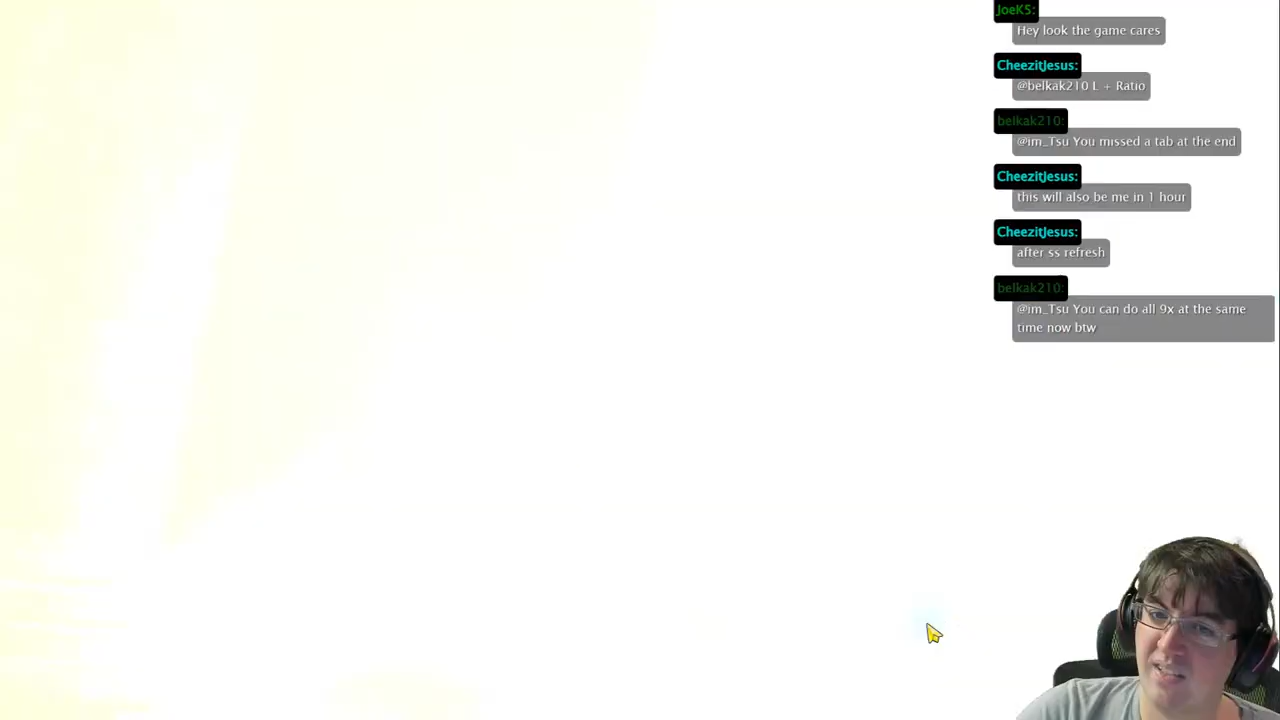 JoeKS:
Hey look the game cares
CheezitJesus:
@belkak210 L + Ratio
belkak210:
@im_Tsu You missed a tab at the end
CheezitJesus:
this will also be me in 1 hour
CheezitJesus:
after ss refresh
belkak210:
@im_Tsu You can do all 9x at the same
time now btw